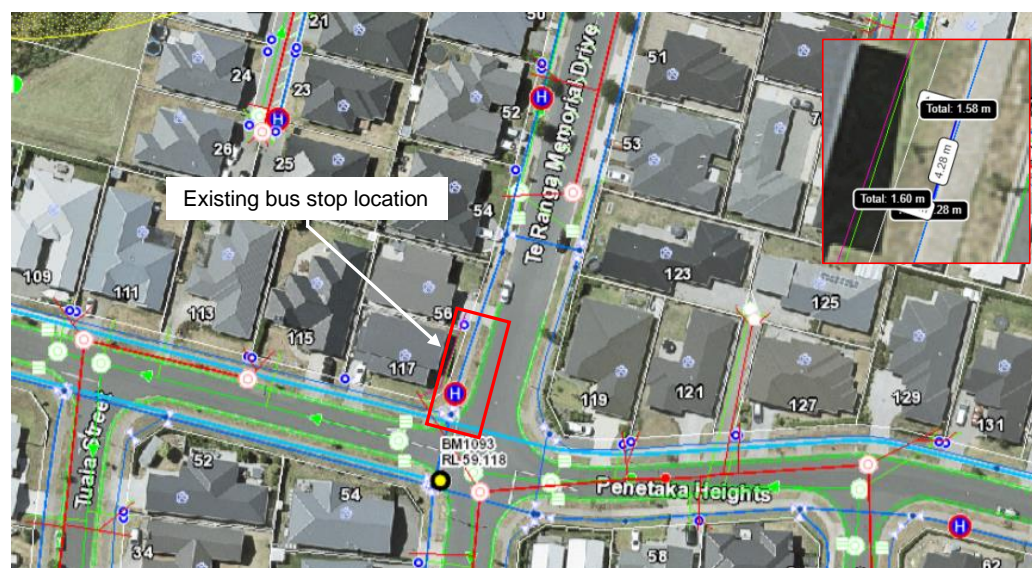 21
50
24
23
51
52
26
25
53
54
Te Ranga Memorial Drive
Total: 1.58 m
4.28 m
Total: 1.60 m
.28 m
Existing bus stop location
109
111
113
115
56
117
123
125
119
121
127
129
131
BM1093
RL 59.118
Tuala Street
Penetaka Heights
52
54
34
58
62
H
H
H
H